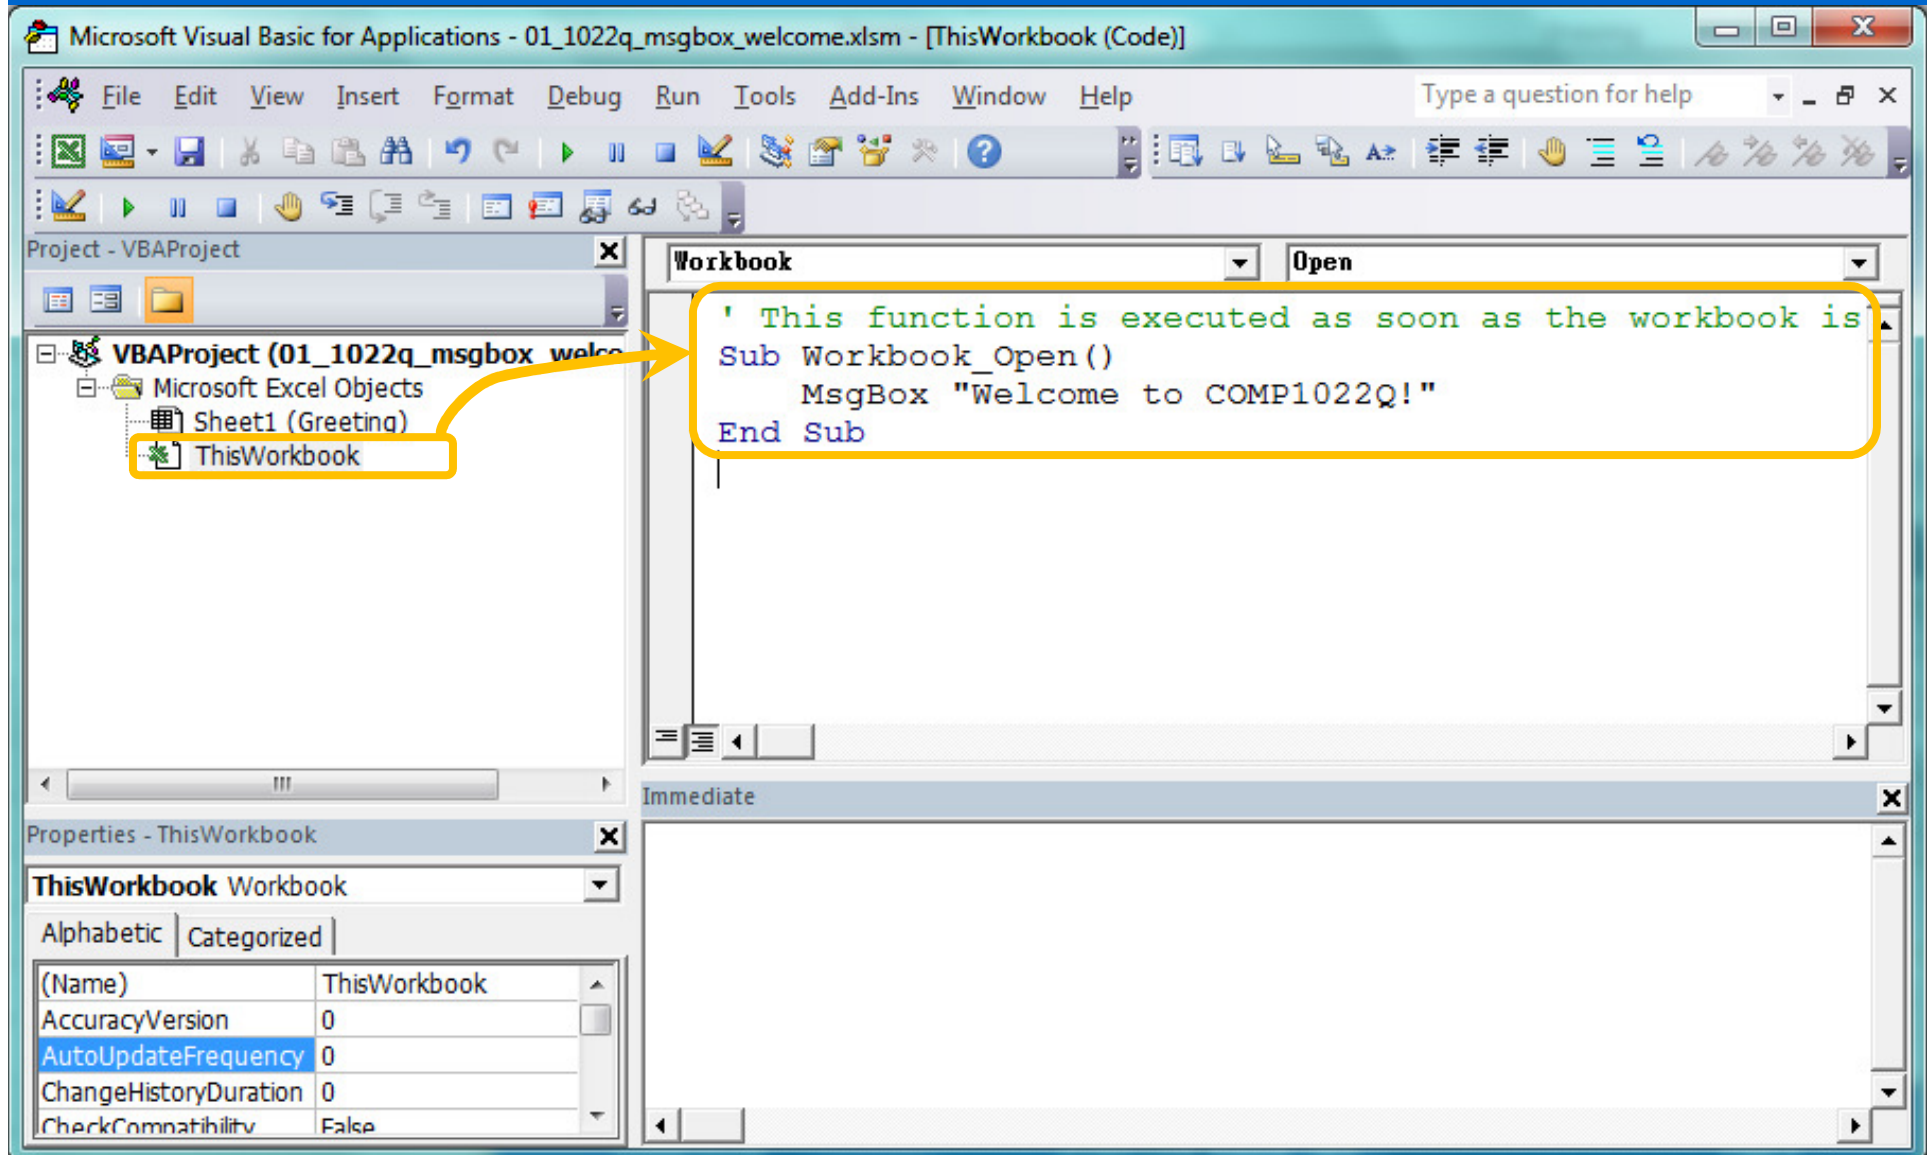 Microsoft Visual Basic for Applications - 01_1022q_msgbox_welcome.xlsm - [ThisWorkbook (Code)]
File Edit View Insert Format Debug Run Tools Add-Ins Window Help Type a question for help
Project - VBAProject
VBAProject (01_1022q_msgbox_welco
Microsoft Excel Objects
Sheet1 (Greeting)
ThisWorkbook
Workbook Open
' This function is executed as soon as the workbook is
Sub Workbook_Open()
MsgBox "Welcome to COMP1022Q!"
End Sub
Immediate
Properties - ThisWorkbook
ThisWorkbook Workbook
Alphabetic Categorized
(Name) ThisWorkbook
AccuracyVersion 0
AutoUpdateFrequency 0
ChangeHistoryDuration 0
CheckCompatibility False